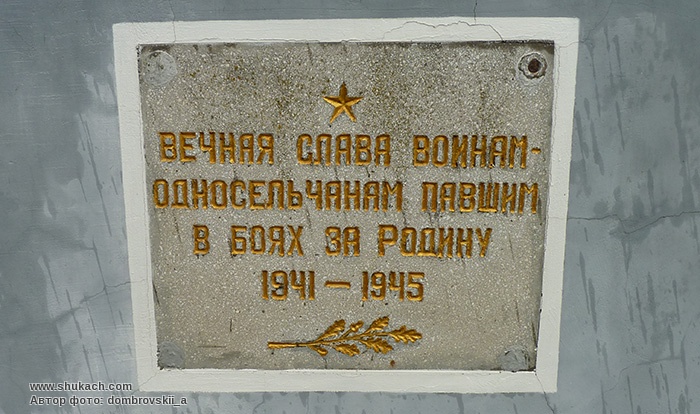 ВЕЧНАЯ СЛАВА ВОИНАМ-
ОДНОСЕЛЬЧАНАМ ПАВШИМ
В БОЯХ ЗА РОДИНУ
1941 — 1945
www.shukach.com
Автор фото: dombrovskii_a